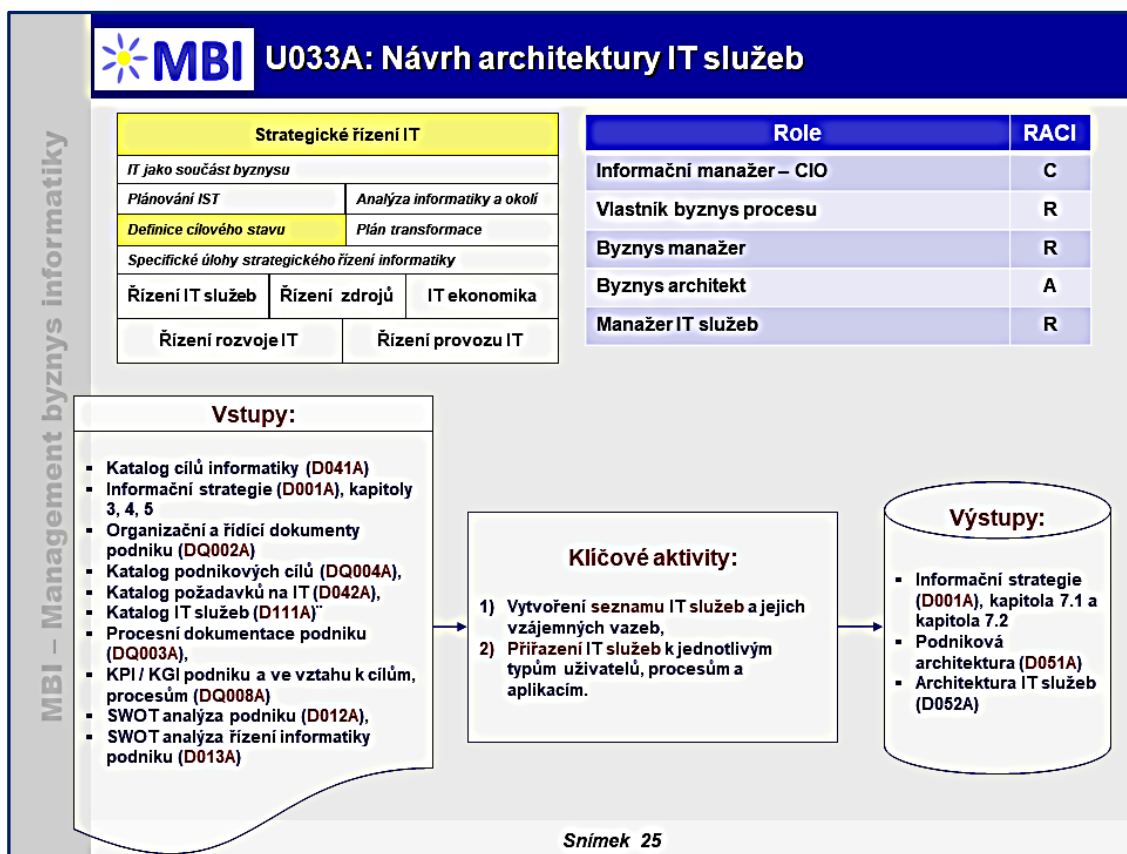 MBI
U033A: Návrh architektury IT služeb
MBI – Management byznys informatiky
Strategické řízení IT
IT jako součást byznysu
Plánování IST
Analýza informatiky a okolí
Definice cílového stavu
Plán transformace
Specifické úlohy strategického řízení informatiky
Řízení IT služeb
Řízení zdrojů
IT ekonomika
Řízení rozvoje IT
Řízení provozu IT
Role RACI
Informační manažer – CIO C
Vlastník byznys procesu R
Byznys manažer R
Byznys architekt A
Manažer IT služeb R
Vstupy:
▪ Katalog cílů informatiky (D041A)
▪ Informační strategie (D001A), kapitoly
3, 4, 5
▪ Organizační a řídící dokumenty
podniku (DQ002A)
▪ Katalog podnikových cílů (DQ004A),
▪ Katalog požadavků na IT (D042A),
▪ Katalog IT služeb (D111A)¨
▪ Procesní dokumentace podniku
(DQ003A),
▪ KPI / KGI podniku a ve vztahu k cílům,
procesům (DQ008A)
▪ SWOT analýza podniku (D012A),
▪ SWOT analýza řízení informatiky
podniku (D013A)
Klíčové aktivity:
1) Vytvoření seznamu IT služeb a jejich
vzájemných vazeb,
2) Přiřazení IT služeb k jednotlivým
typům uživatelů, procesům a
aplikacím.
Výstupy:
▪ Informační strategie
(D001A), kapitola 7.1 a
kapitola 7.2
▪ Podniková
architektura (D051A)
▪ Architektura IT služeb
(D052A)
Snímek 25